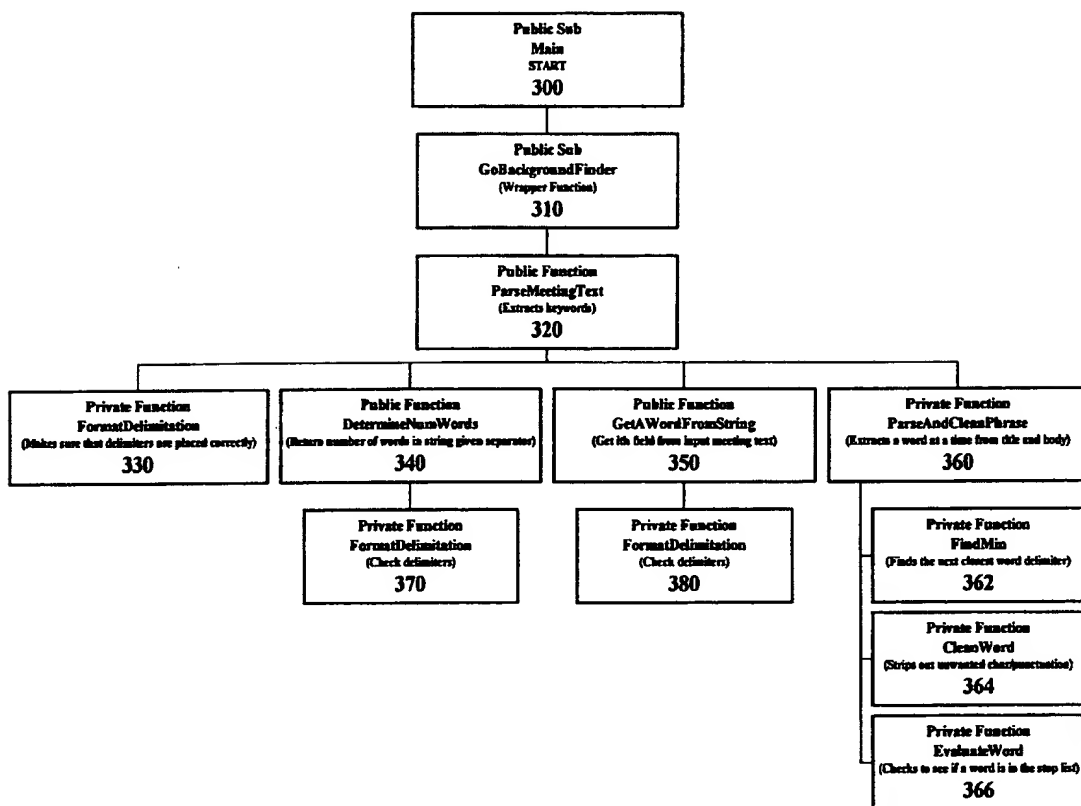 Public Sub
Main
START
300
Public Sub
GoBackgroundFinder
(Wrapper Function)
310
Public Function
ParseMeetingText
(Extracts keywords)
320
Private Function
FormatDelimitation
(Makes sure that delimiters are placed correctly)
330
Public Function
DetermineNumWords
(Return number of words in string given separator)
340
Public Function
GetAWordFromString
(Get ith field from input meeting text)
350
Private Function
ParseAndCleanPhrase
(Extracts a word at a time from title and body)
360
Private Function
FormatDelimitation
(Check delimiters)
370
Private Function
FormatDelimitation
(Check delimiters)
380
Private Function
FindMin
(Finds the next closest word delimiter)
362
Private Function
CleanWord
(Strips out unwanted char/punctuation)
364
Private Function
EvaluateWord
(Checks to see if a word is in the stop list)
366